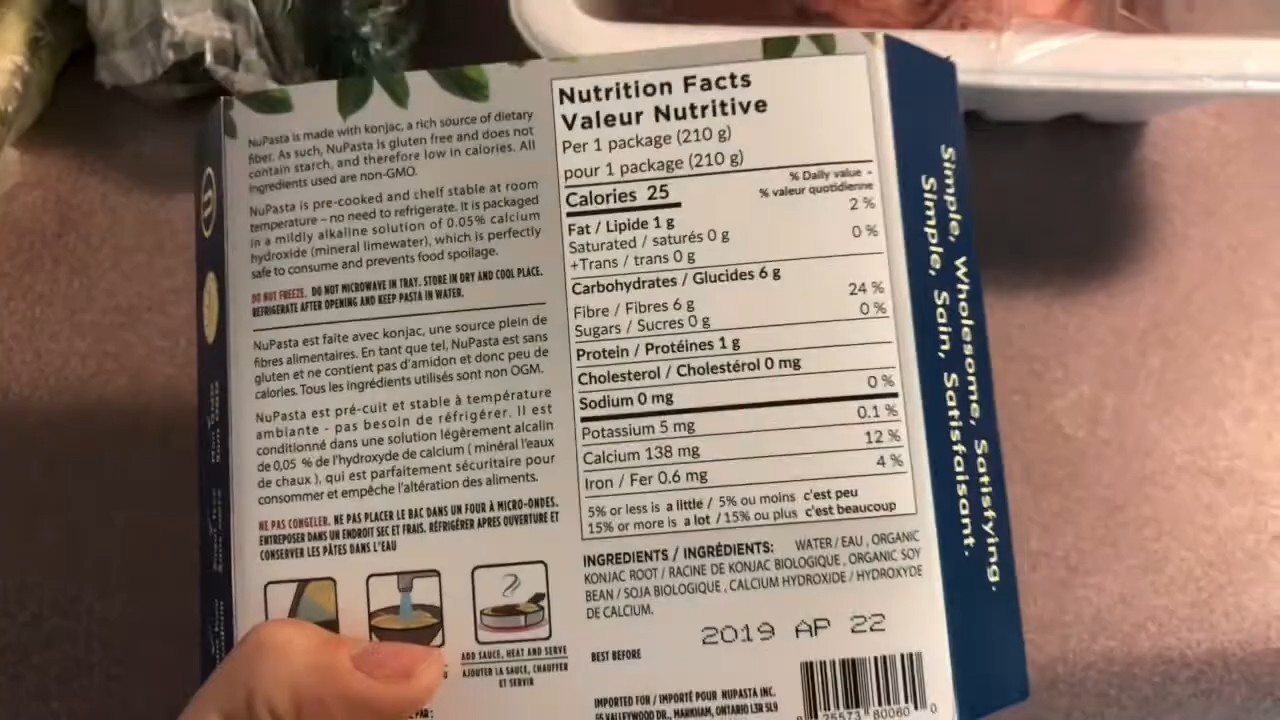 NuPasta is made with konjac, a rich source of dietary
fiber. As such, NuPasta is gluten free and does not
contain starch, and therefore low in calories. All
ingredients used are non-GMO.
NuPasta is pre-cooked and shelf stable at room
temperature – no need to refrigerate. It is packaged
in a mildly alkaline solution of 0.05% calcium
hydroxide (mineral limewater), which is perfectly
safe to consume and prevents food spoilage.
DO NOT FREEZE. DO NOT MICROWAVE IN TRAY. STORE IN DRY AND COOL PLACE.
REFRIGERATE AFTER OPENING AND KEEP PASTA IN WATER.
NuPasta est faite avec konjac, une source plein de
fibres alimentaires. En tant que tel, NuPasta est sans
gluten et ne contient pas d'amidon et donc peu de
calories. Tous les ingrédients utilisés sont non OGM.
NuPasta est pré-cuit et stable à température
ambiante - pas besoin de réfrigérer. Il est
conditionné dans une solution légèrement alcalin
de 0,05 % de l'hydroxyde de calcium ( minéral l'eaux
de chaux ), qui est parfaitement sécuritaire pour
consommer et empêche l'altération des aliments.
NE PAS CONGELER. NE PAS PLACER LE BAC DANS UN FOUR À MICRO-ONDES.
ENTREPOSER DANS UN ENDROIT SEC ET FRAIS. RÉFRIGÉRER APRES OUVERTURE ET
CONSERVER LES PÂTES DANS L'EAU
ADD SAUCE, HEAT AND SERVE
AJOUTER LA SAUCE, CHAUFFER
ET SERVIR
PAR:
Nutrition Facts
Valeur Nutritive
Per 1 package (210 g)
pour 1 package (210 g)
% Daily value
% valeur quotidienne
Calories 25
Fat / Lipide 1 g 2 %
Saturated / saturés 0 g
+Trans / trans 0 g 0 %
Carbohydrates / Glucides 6 g
Fibre / Fibres 6 g 24 %
Sugars / Sucres 0 g 0 %
Protein / Protéines 1 g
Cholesterol / Cholestérol 0 mg
Sodium 0 mg 0 %
Potassium 5 mg 0.1 %
Calcium 138 mg 12 %
Iron / Fer 0.6 mg 4 %
5% or less is a little / 5% ou moins c'est peu
15% or more is a lot / 15% ou plus c'est beaucoup
INGREDIENTS / INGRÉDIENTS: WATER / EAU , ORGANIC
KONJAC ROOT / RACINE DE KONJAC BIOLOGIQUE , ORGANIC SOY
BEAN / SOJA BIOLOGIQUE , CALCIUM HYDROXIDE / HYDROXYDE
DE CALCIUM.
2019 AP 22
BEST BEFORE
IMPORTED FOR / IMPORTÉ POUR NUPASTA INC.
VALLEYWOOD DR., MARKHAM, ONTARIO L3R 5L9
25573 80060 0
Simple, Wholesome, Satisfying.
Simple, Sain, Satisfaisant.